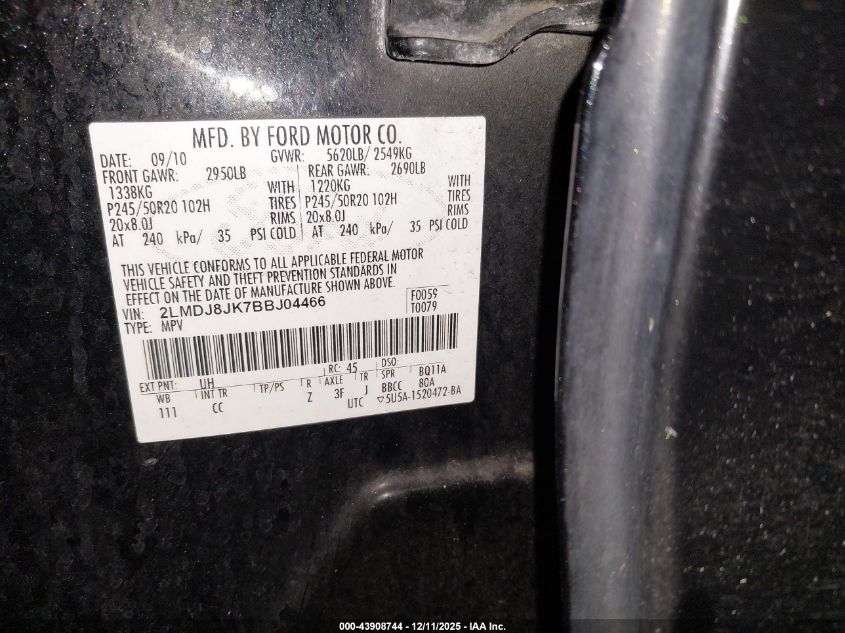 MFD. BY FORD MOTOR CO.
DATE: 09/10 GVWR: 5620LB/ 2549KG
FRONT GAWR: 2950LB REAR GAWR: 2690LB
1338KG WITH 1220KG WITH
P245/50R20 102H TIRES P245/50R20 102H TIRES
20x8.0J RIMS 20x8.0J RIMS
AT 240 kPa/ 35 PSI COLD AT 240 kPa/ 35 PSI COLD
THIS VEHICLE CONFORMS TO ALL APPLICABLE FEDERAL MOTOR
VEHICLE SAFETY AND THEFT PREVENTION STANDARDS IN
EFFECT ON THE DATE OF MANUFACTURE SHOWN ABOVE.
VIN: 2LMDJ8JK7BBJ04466 F0059
TYPE: MPV T0079
EXT PNT: UH RC: 45 DSO:
WB INT TR TP/PS R AXLE TR SPR BQ11A
111 CC Z 3F J BBCC 80A
UTC ▽5U5A-1520472-BA
000-43908744 - 12/11/2025 - IAA Inc.